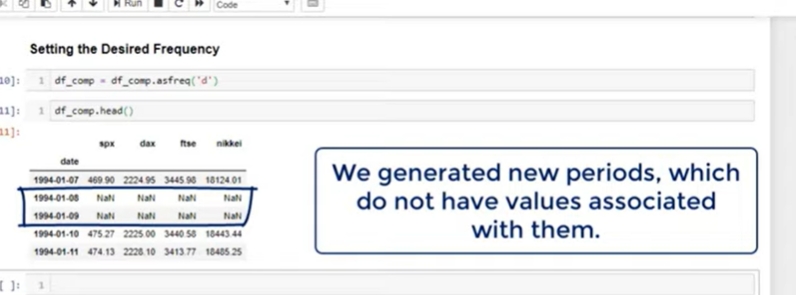 Run
Code
Setting the Desired Frequency
10]: 1 df_comp = df_comp.asfreq('d')
11]: 1 df_comp.head()
11]:
spx dax ftse nikkei
date
1994-01-07 469.90 2224.95 3445.98 18124.01
1994-01-08 NaN NaN NaN NaN
1994-01-09 NaN NaN NaN NaN
1994-01-10 475.27 2225.00 3440.58 18443.44
1994-01-11 474.13 2228.10 3413.77 18485.25
[ ]: 1
We generated new periods, which
do not have values associated
with them.